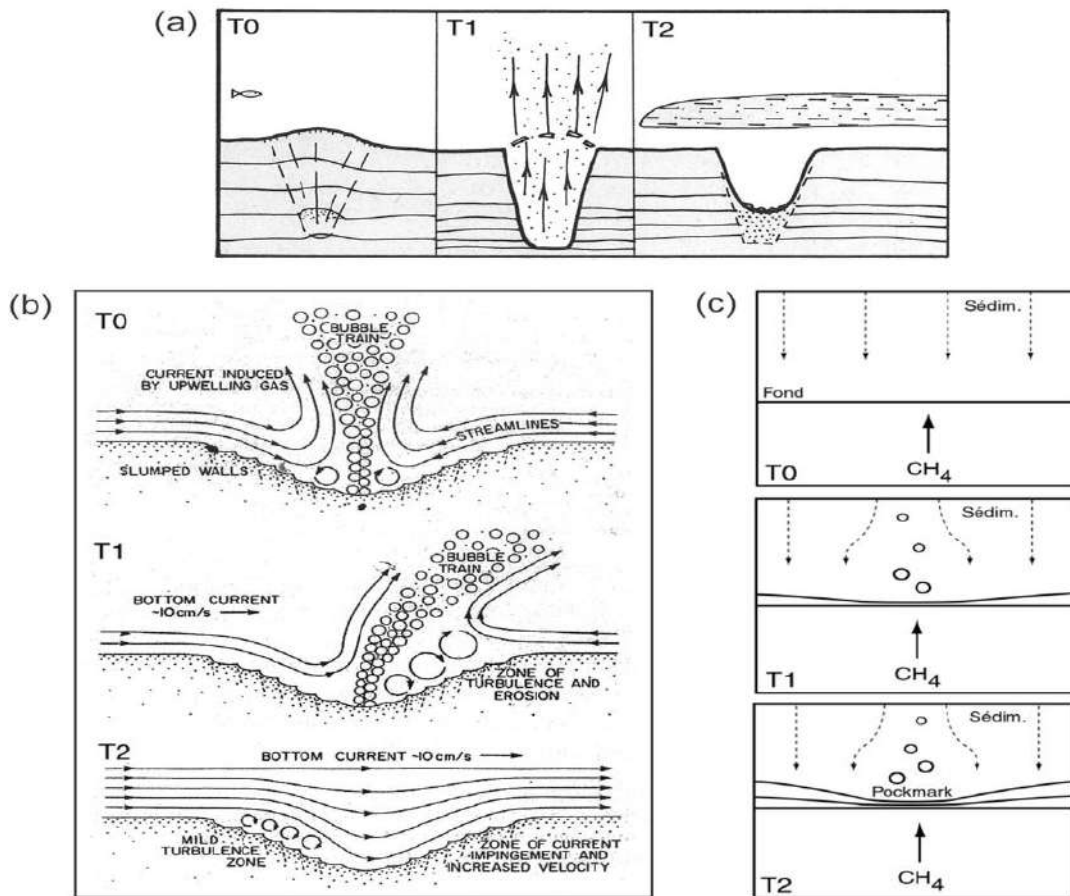 (a)
T0
T1
T2
(b)
T0
BUBBLE
TRAIN
CURRENT INDUCED
BY UPWELLING GAS
STREAMLINES
SLUMPED WALLS
T1
BUBBLE
TRAIN
BOTTOM CURRENT
~10cm/s
ZONE OF
TURBULENCE AND
EROSION
T2
BOTTOM CURRENT ~10cm/s
MILD
TURBULENCE
ZONE
ZONE OF CURRENT
IMPINGEMENT AND
INCREASED VELOCITY
(c)
Sédim.
Fond
CH4
T0
Sédim.
CH4
T1
Sédim.
Pockmark
CH4
T2